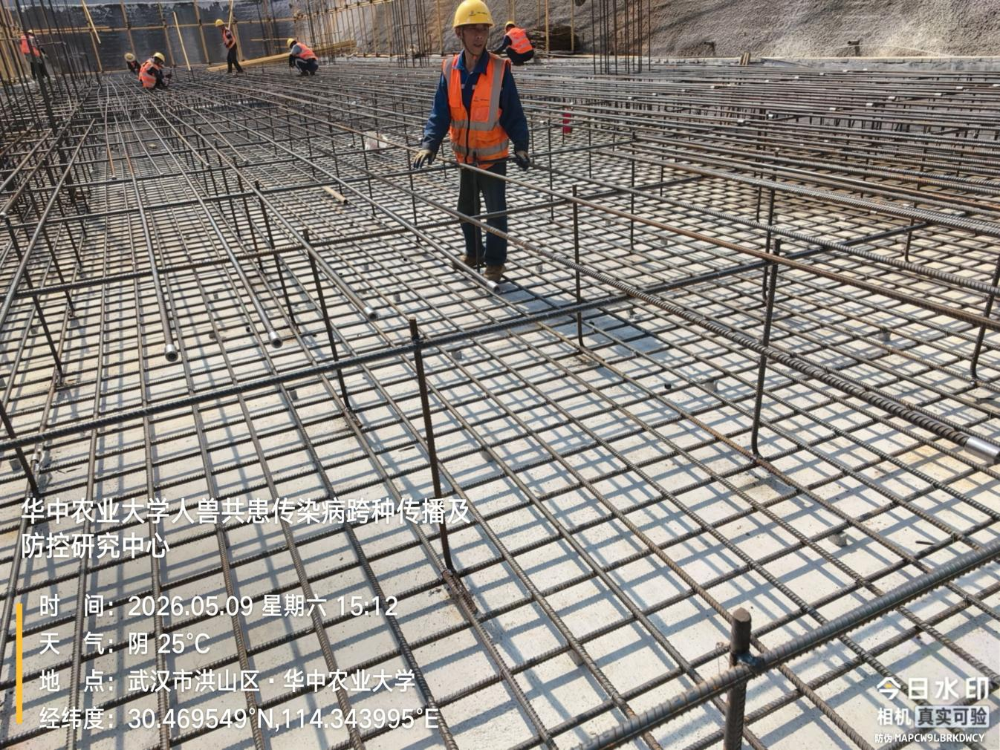 华中农业大学人兽共患传染病跨种传播及
防控研究中心
时 间：2026.05.09 星期六 15:12
天 气：阴 25℃
地 点：武汉市洪山区·华中农业大学
经纬度：30.469549°N,114.343995°E
今日水印
相机 真实可验
防伪 MAPCW9LBRKDWCY